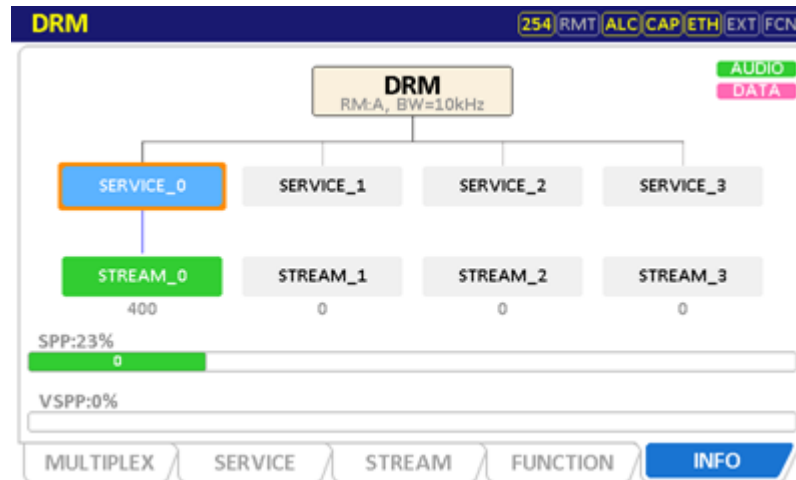 DRM 254 RMT ALC CAP ETH EXT FCN
AUDIO
DATA
DRM
RM:A, BW=10kHz
SERVICE_0 SERVICE_1 SERVICE_2 SERVICE_3
STREAM_0 STREAM_1 STREAM_2 STREAM_3
400 0 0 0
SPP:23%
0
VSPP:0%
MULTIPLEX SERVICE STREAM FUNCTION INFO